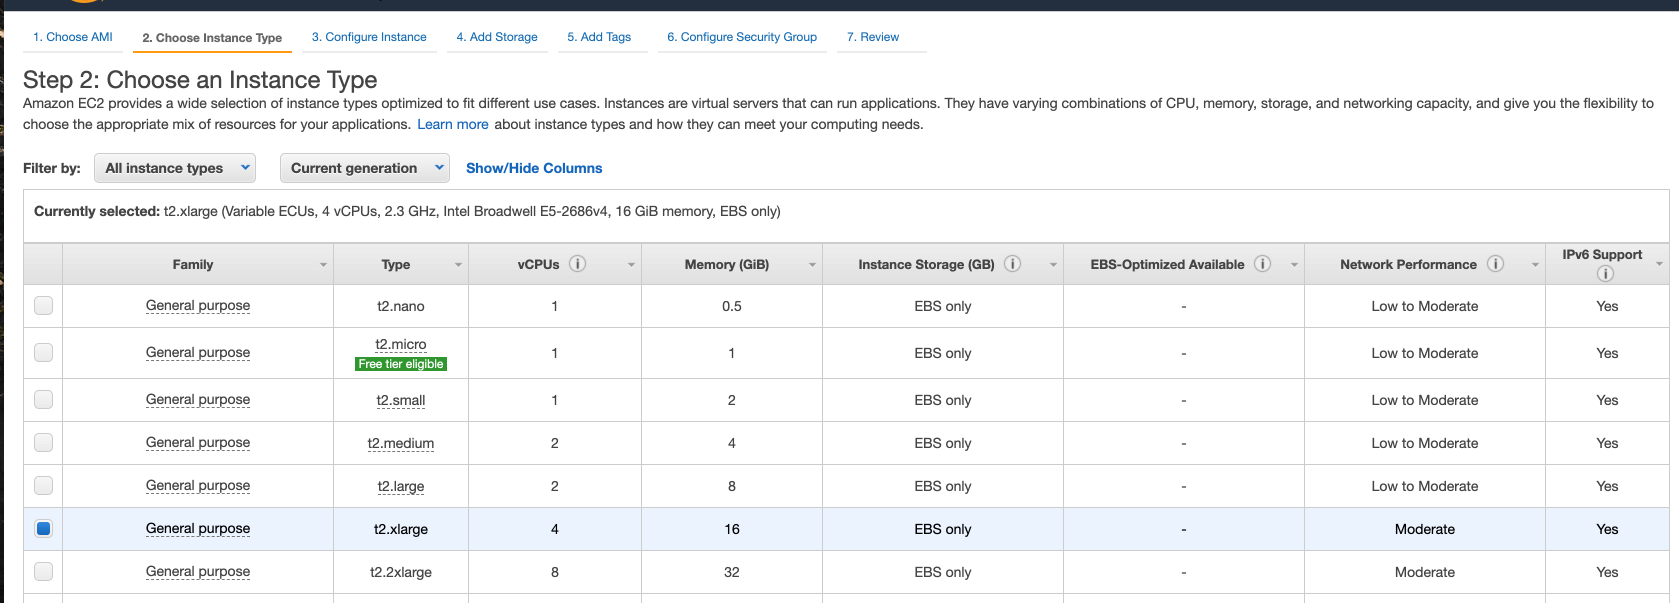 1. Choose AMI 2. Choose Instance Type 3. Configure Instance 4. Add Storage 5. Add Tags 6. Configure Security Group 7. Review
Step 2: Choose an Instance Type
Amazon EC2 provides a wide selection of instance types optimized to fit different use cases. Instances are virtual servers that can run applications. They have varying combinations of CPU, memory, storage, and networking capacity, and give you the flexibility to
choose the appropriate mix of resources for your applications. Learn more about instance types and how they can meet your computing needs.
Filter by: All instance types Current generation Show/Hide Columns
Currently selected: t2.xlarge (Variable ECUs, 4 vCPUs, 2.3 GHz, Intel Broadwell E5-2686v4, 16 GiB memory, EBS only)
Family Type vCPUs Memory (GiB) Instance Storage (GB) EBS-Optimized Available Network Performance IPv6 Support
General purpose t2.nano 1 0.5 EBS only - Low to Moderate Yes
General purpose t2.micro 1 1 EBS only - Low to Moderate Yes
Free tier eligible
General purpose t2.small 1 2 EBS only - Low to Moderate Yes
General purpose t2.medium 2 4 EBS only - Low to Moderate Yes
General purpose t2.large 2 8 EBS only - Low to Moderate Yes
General purpose t2.xlarge 4 16 EBS only - Moderate Yes
General purpose t2.2xlarge 8 32 EBS only - Moderate Yes